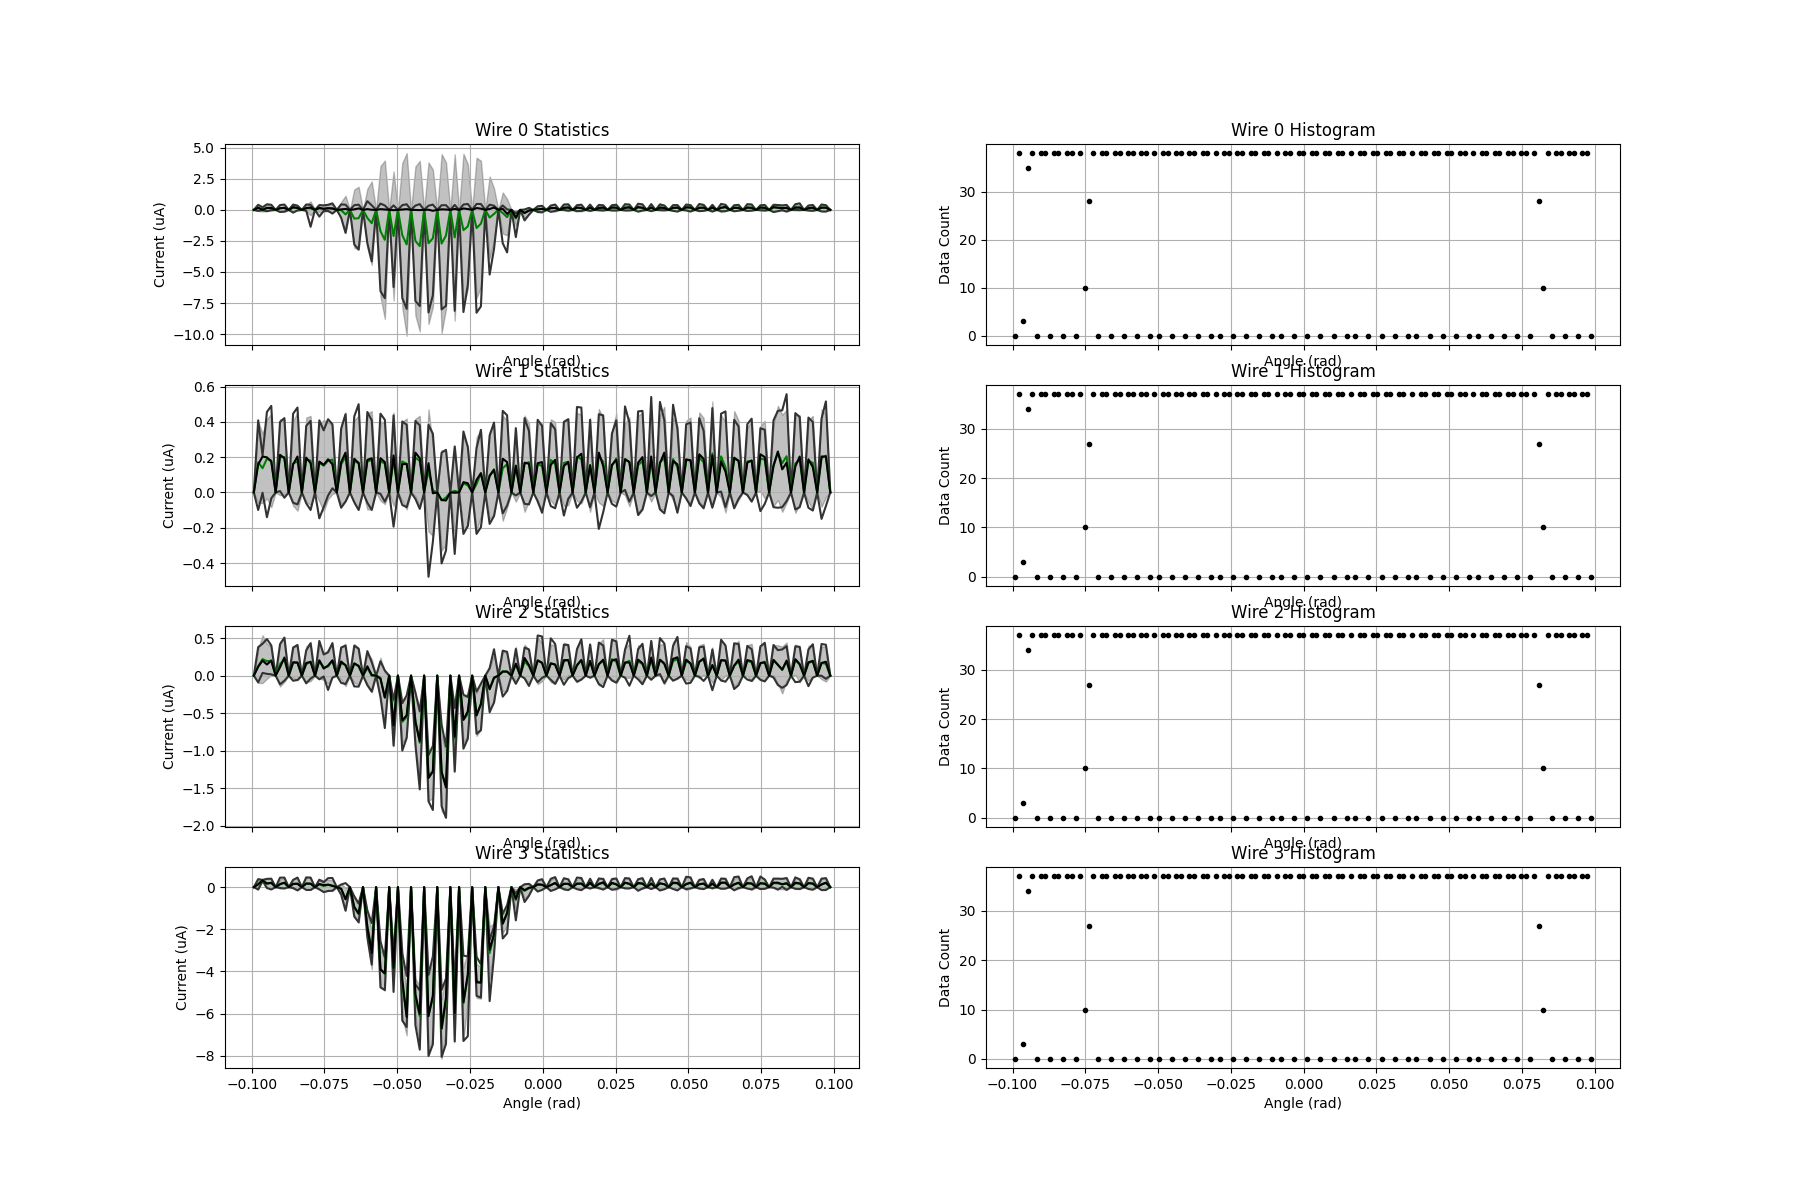 Wire 0 Statistics
5.0
2.5
0.0
−2.5
−5.0
−7.5
−10.0
Current (uA)
Angle (rad)
Wire 0 Histogram
30
20
10
0
Data Count
Angle (rad)
Wire 1 Statistics
0.6
0.4
0.2
0.0
−0.2
−0.4
Current (uA)
Angle (rad)
Wire 1 Histogram
30
20
10
0
Data Count
Angle (rad)
Wire 2 Statistics
0.5
0.0
−0.5
−1.0
−1.5
−2.0
Current (uA)
Angle (rad)
Wire 2 Histogram
30
20
10
0
Data Count
Angle (rad)
Wire 3 Statistics
0
−2
−4
−6
−8
Current (uA)
−0.100 −0.075 −0.050 −0.025 0.000 0.025 0.050 0.075 0.100
Angle (rad)
Wire 3 Histogram
30
20
10
0
Data Count
−0.100 −0.075 −0.050 −0.025 0.000 0.025 0.050 0.075 0.100
Angle (rad)